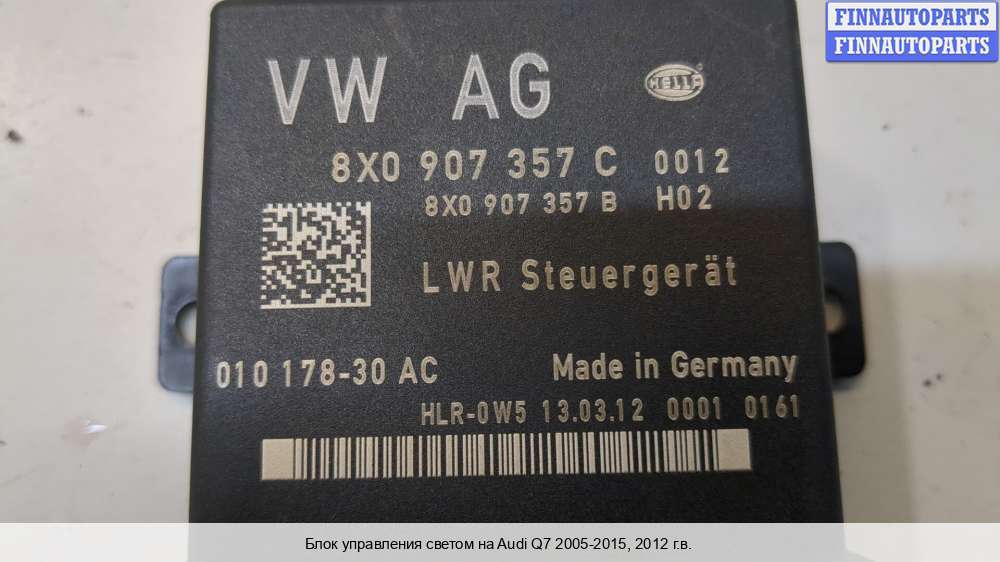 FINNAUTOPARTS
FINNAUTOPARTS
VW AG HELLA
8X0 907 357 C 0012
8X0 907 357 B H02
LWR Steuergerät
010 178-30 AC Made in Germany
HLR-0W5 13.03.12 0001 0161
Блок управления светом на Audi Q7 2005-2015, 2012 г.в.